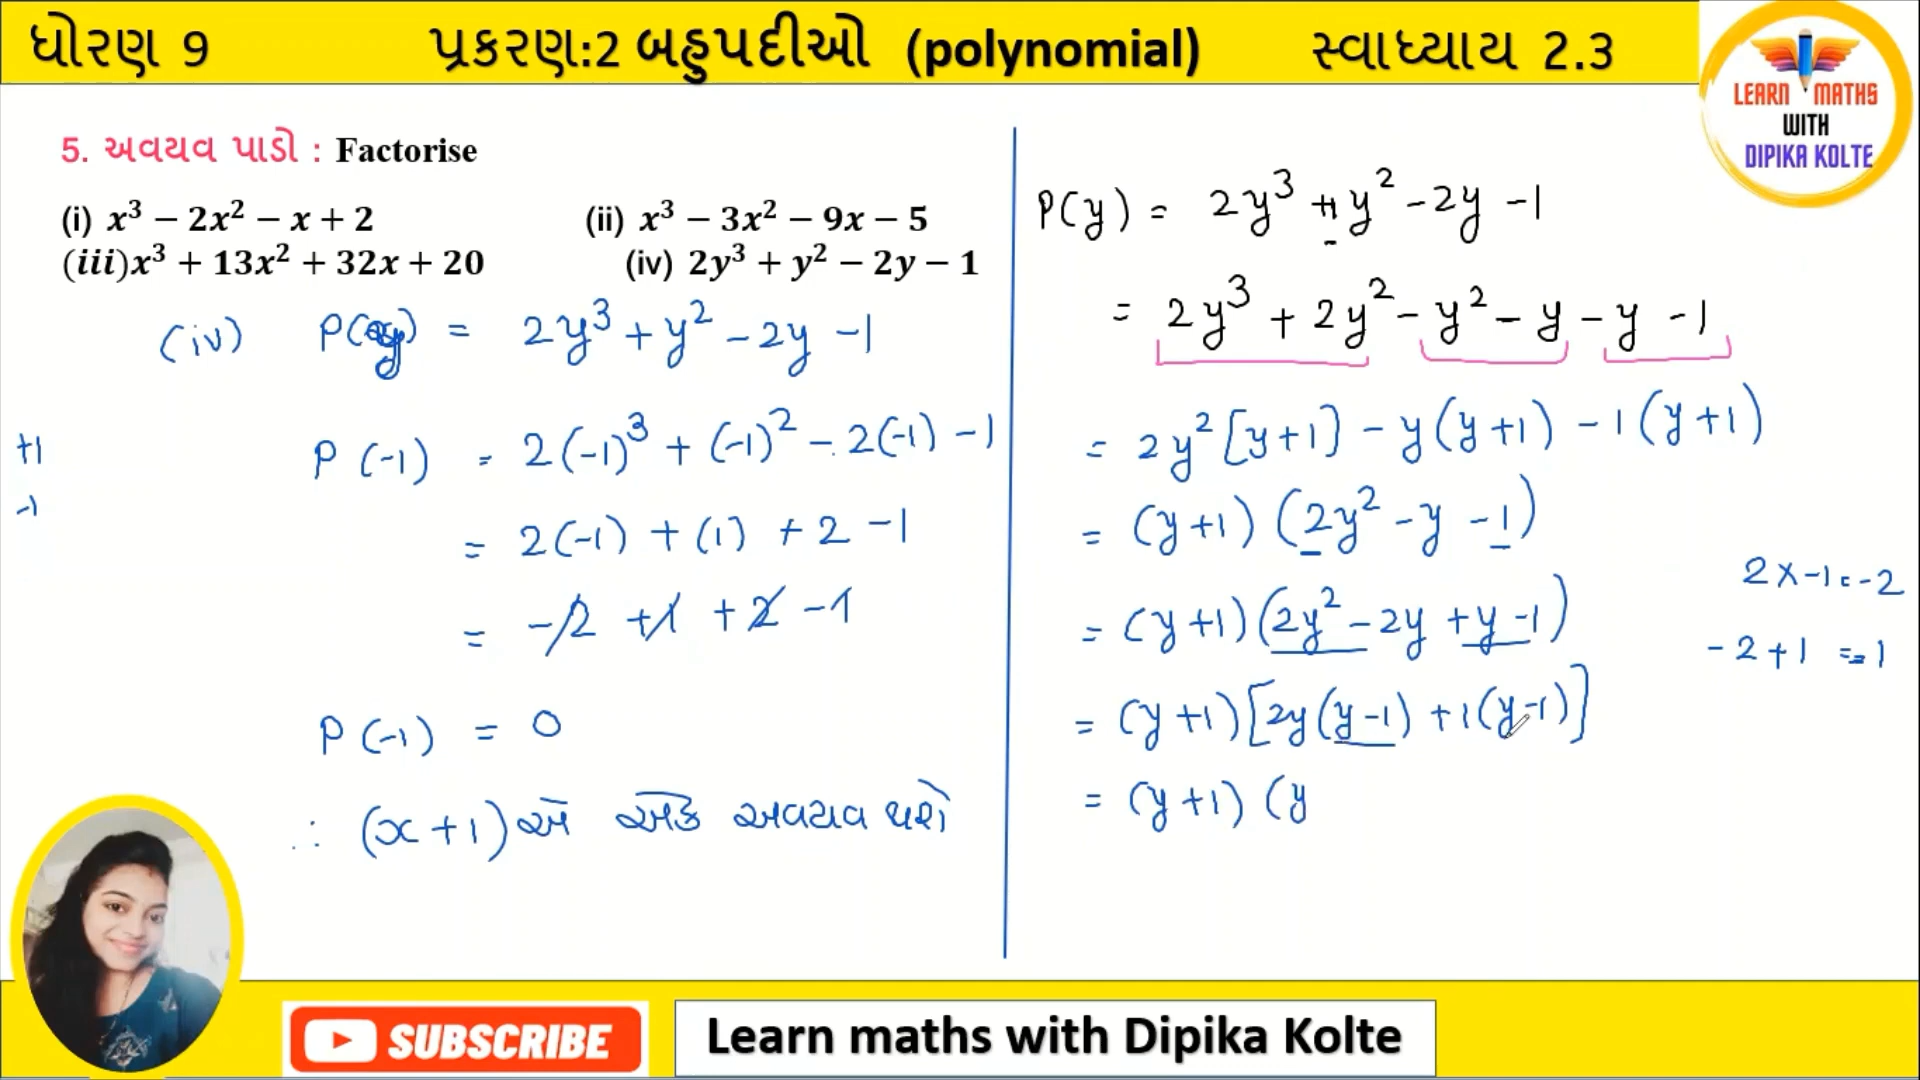 ધોરણ 9 પ્રકરણ:2 બહુપદીઓ (polynomial) સ્વાધ્યાય 2.3
LEARN MATHS
WITH
DIPIKA KOLTE
5. અવયવ પાડો : Factorise
(i) x³ − 2x² − x + 2 (ii) x³ − 3x² − 9x − 5
(iii)x³ + 13x² + 32x + 20 (iv) 2y³ + y² − 2y − 1
(iv) P(y) = 2y³ + y² - 2y - 1
+1
-1
P(-1) = 2(-1)³ + (-1)² - 2(-1) - 1
= 2(-1) + (1) + 2 - 1
= -2 + 1 + 2 - 1
P(-1) = 0
∴ (x+1) એ એક અવયવ થશે
P(y) = 2y³ + y² - 2y - 1
= 2y³ + 2y² - y² - y - y - 1
= 2y² [y+1] - y(y+1) - 1(y+1)
= (y+1) (2y² - y - 1)
= (y+1) (2y² - 2y + y - 1)
= (y+1) [2y(y-1) + 1(y-1)]
= (y+1) (y
2 x -1 = -2
-2+1 = -1
SUBSCRIBE
Learn maths with Dipika Kolte